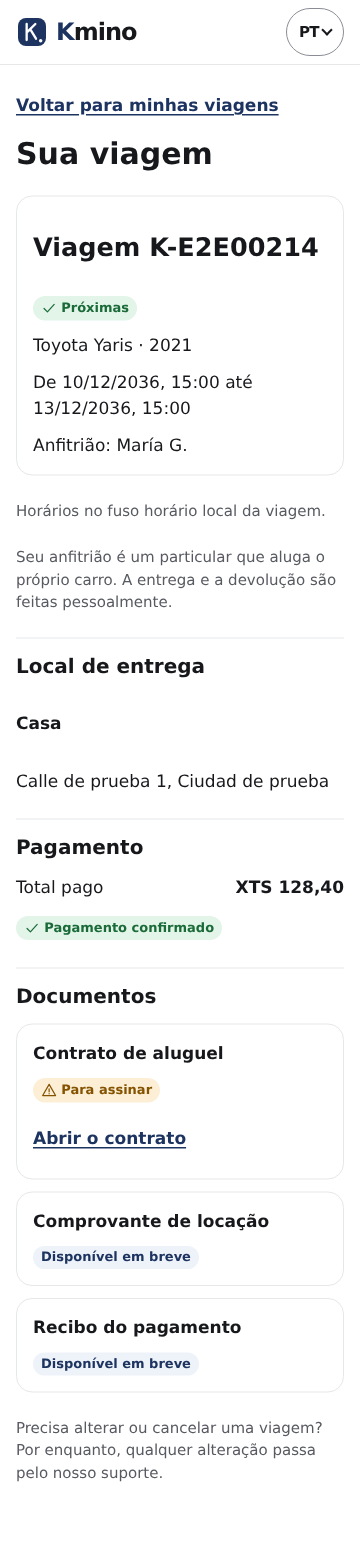 K. Kmino
PT
Voltar para minhas viagens
Sua viagem
Viagem K-E2E00214
Próximas
Toyota Yaris · 2021
De 10/12/2036, 15:00 até
13/12/2036, 15:00
Anfitrião: María G.
Horários no fuso horário local da viagem.
Seu anfitrião é um particular que aluga o
próprio carro. A entrega e a devolução são
feitas pessoalmente.
Local de entrega
Casa
Calle de prueba 1, Ciudad de prueba
Pagamento
Total pago XTS 128,40
Pagamento confirmado
Documentos
Contrato de aluguel
Para assinar
Abrir o contrato
Comprovante de locação
Disponível em breve
Recibo do pagamento
Disponível em breve
Precisa alterar ou cancelar uma viagem?
Por enquanto, qualquer alteração passa
pelo nosso suporte.